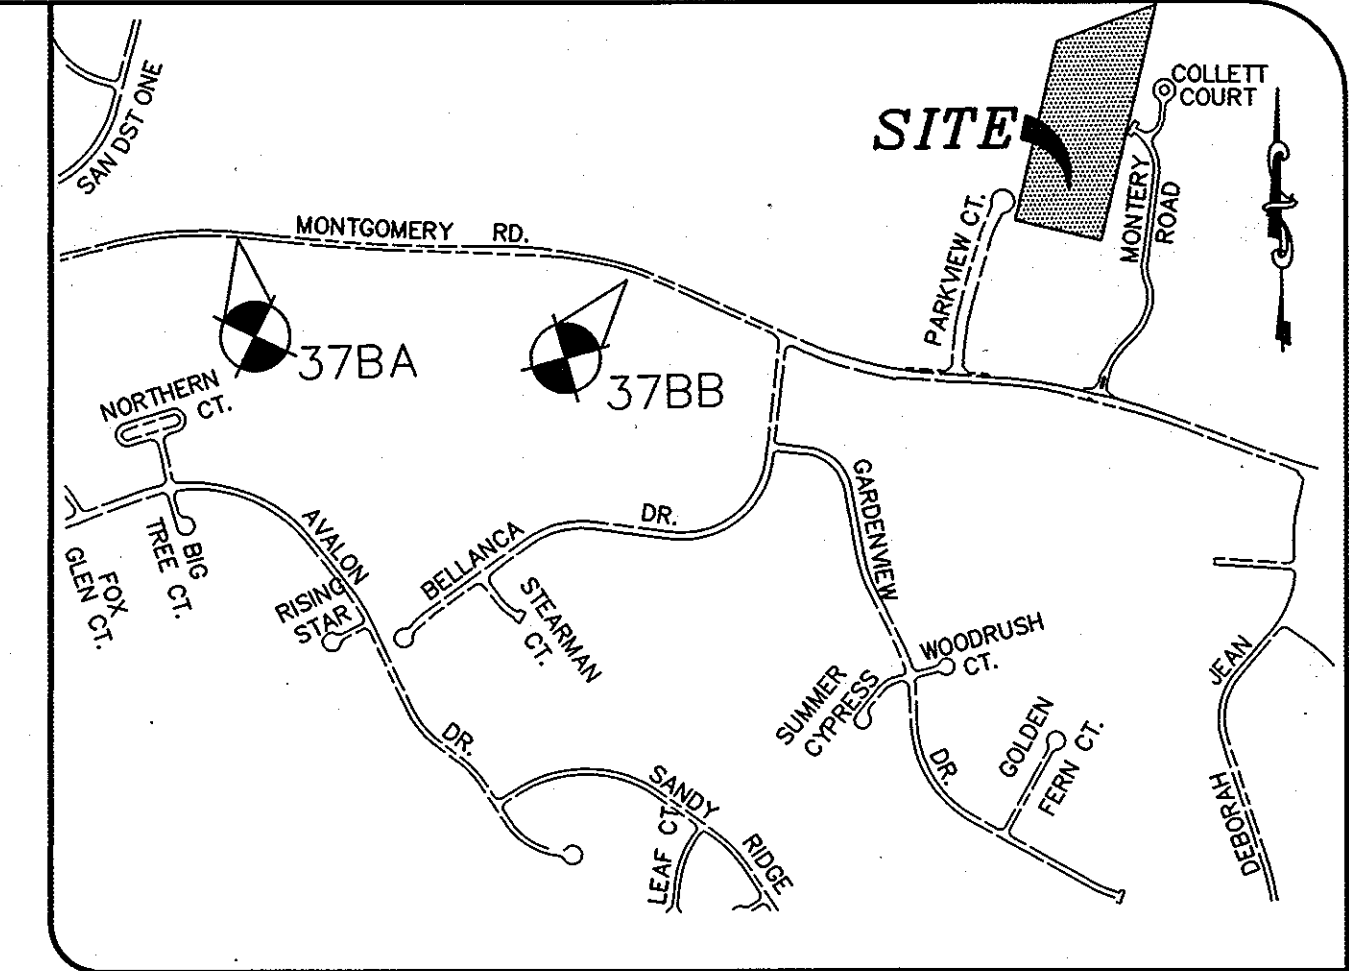 SAN DST ONE
COLLETT
COURT
SITE
MONTGOMERY RD.
PARKVIEW CT.
MONTERY
ROAD
37BA
37BB
NORTHERN
CT.
FOX
GLEN CT.
BIG
TREE CT.
AVALON
RISING
STAR
BELLANCA
DR.
STEARMAN
CT.
GARDENVIEW
WOODRUSH
CT.
SUMMER
CYPRESS
DR.
GOLDEN
FERN CT.
JEAN
DEBORAH
DR.
SANDY
RIDGE
LEAF CT.